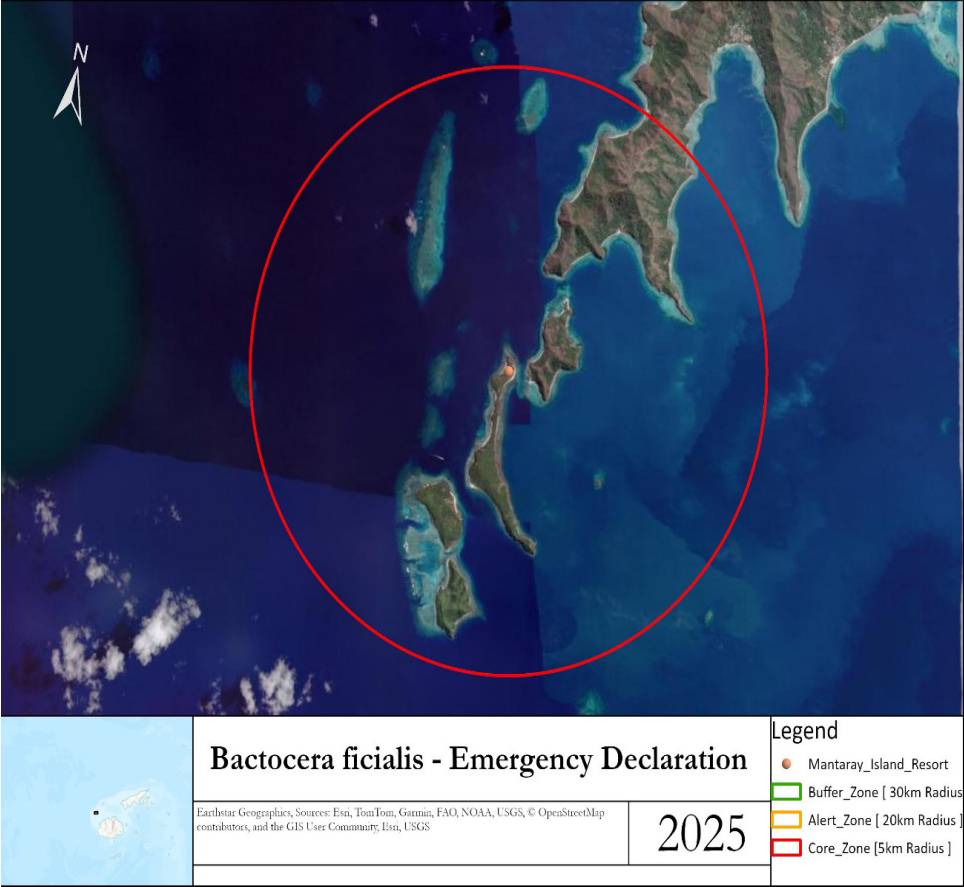 N
Bactocera ficialis - Emergency Declaration
Earthstar Geographics, Sources: Esri, TomTom, Garmin, FAO, NOAA, USGS, © OpenStreetMap
contributors, and the GIS User Community, Esri, USGS
2025
Legend
Mantaray_Island_Resort
Buffer_Zone [ 30km Radius
Alert_Zone [ 20km Radius ]
Core_Zone [5km Radius ]